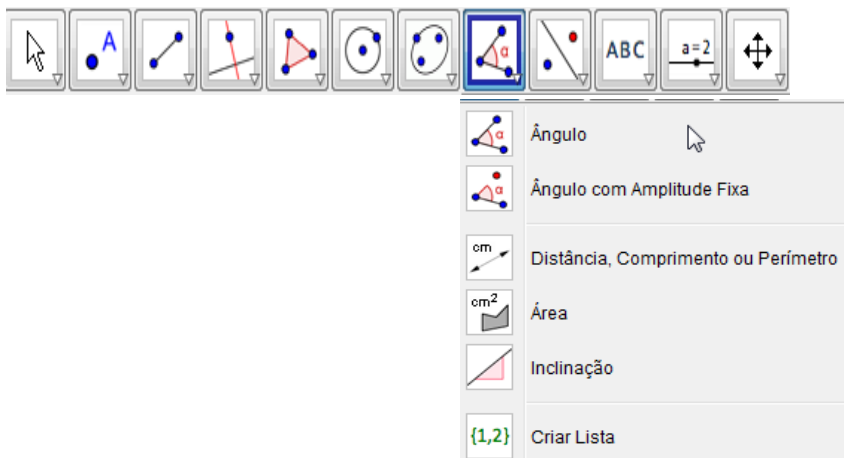 A
α
ABC
a=2
α
Ângulo
α
Ângulo com Amplitude Fixa
cm
Distância, Comprimento ou Perímetro
cm²
Área
Inclinação
{1,2}
Criar Lista